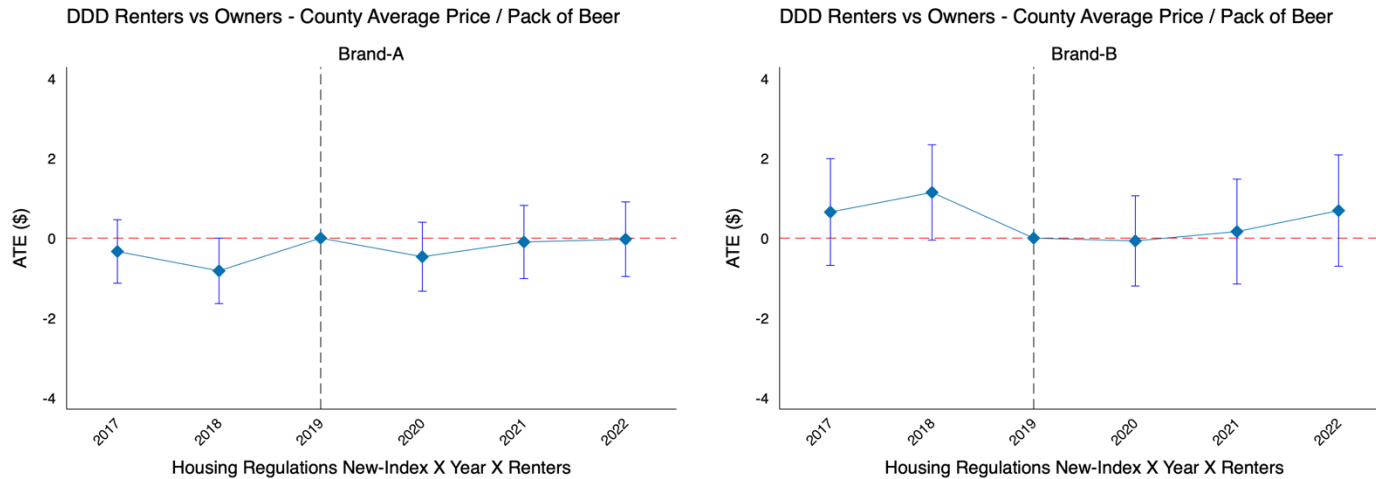 DDD Renters vs Owners - County Average Price / Pack of Beer
Brand-A
4
2
0
-2
-4
ATE ($)
2017
2018
2019
2020
2021
2022
Housing Regulations New-Index X Year X Renters
DDD Renters vs Owners - County Average Price / Pack of Beer
Brand-B
4
2
0
-2
-4
ATE ($)
2017
2018
2019
2020
2021
2022
Housing Regulations New-Index X Year X Renters